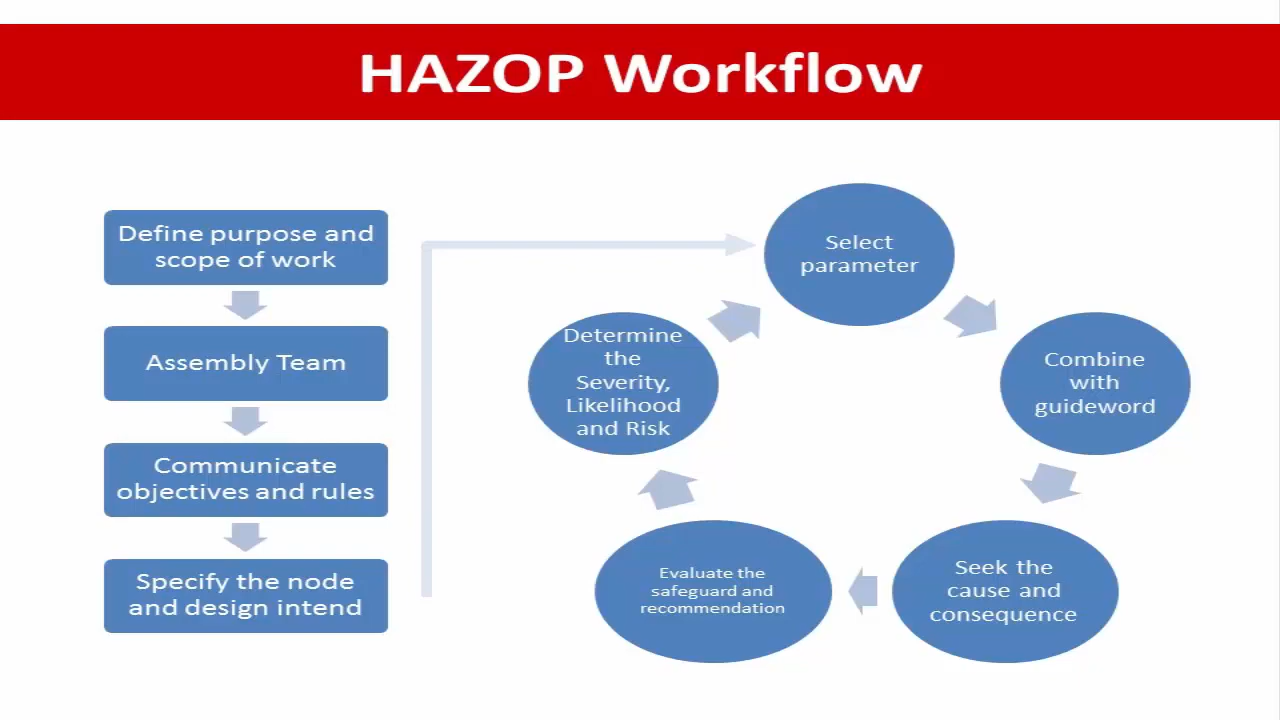 HAZOP Workflow
Define purpose and
scope of work
Assembly Team
Communicate
objectives and rules
Specify the node
and design intend
Select
parameter
Combine
with
guideword
Seek the
cause and
consequence
Evaluate the
safeguard and
recommendation
Determine
the
Severity,
Likelihood
and Risk